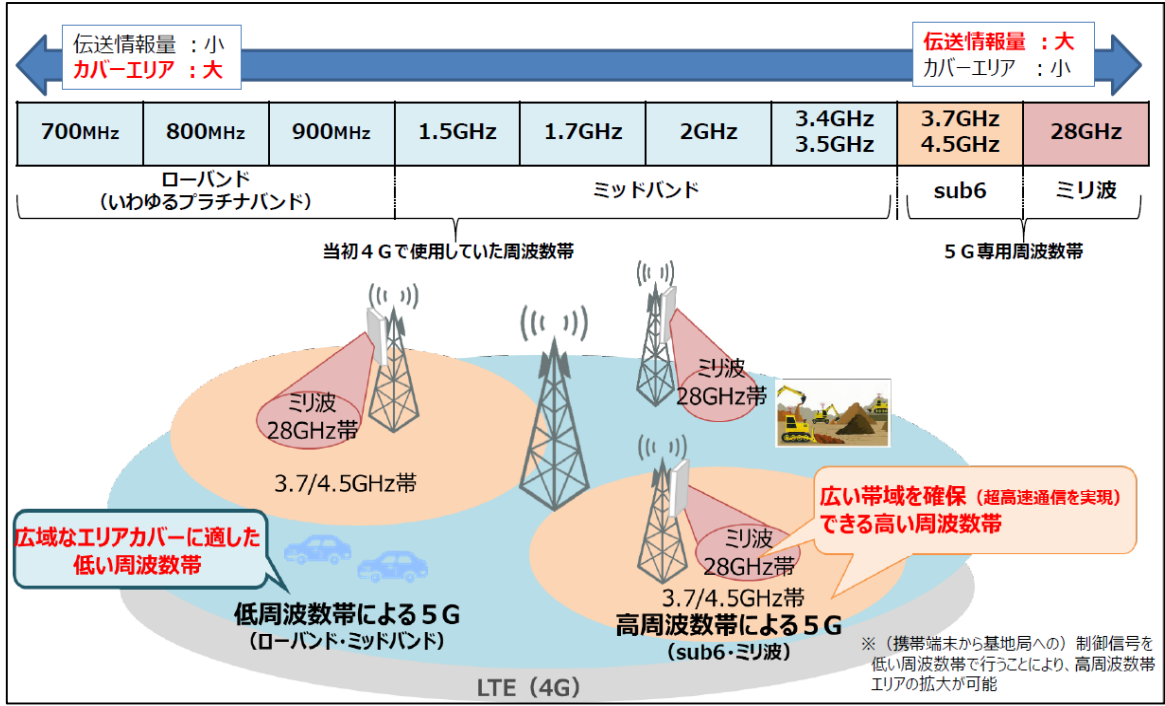 伝送情報量 ：小
カバーエリア ：大
伝送情報量 ：大
カバーエリア ：小
700MHz
800MHz
900MHz
1.5GHz
1.7GHz
2GHz
3.4GHz
3.5GHz
3.7GHz
4.5GHz
28GHz
ローバンド
（いわゆるプラチナバンド）
ミッドバンド
sub6
ミリ波
当初４Gで使用していた周波数帯
５G専用周波数帯
ミリ波
28GHz帯
3.7/4.5GHz帯
ミリ波
28GHz帯
広い帯域を確保（超高速通信を実現）
できる高い周波数帯
広域なエリアカバーに適した
低い周波数帯
ミリ波
28GHz帯
3.7/4.5GHz帯
低周波数帯による５G
（ローバンド・ミッドバンド）
高周波数帯による５G
（sub6・ミリ波）
※（携帯端末から基地局への）制御信号を
低い周波数帯で行うことにより、高周波数帯
エリアの拡大が可能
LTE（4G）